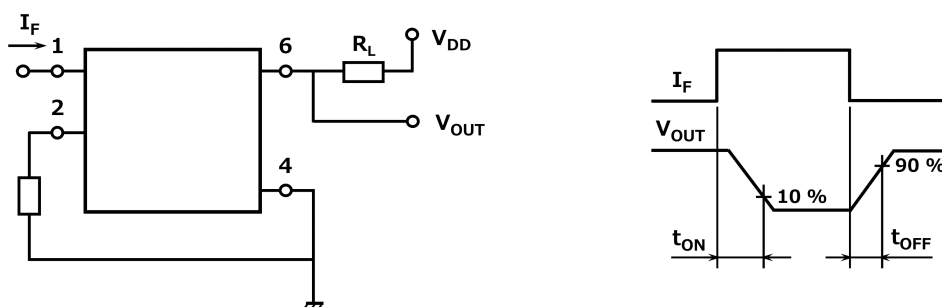 I_F
1
2
6
4
R_L
V_DD
V_OUT
I_F
V_OUT
10 %
90 %
t_ON
t_OFF